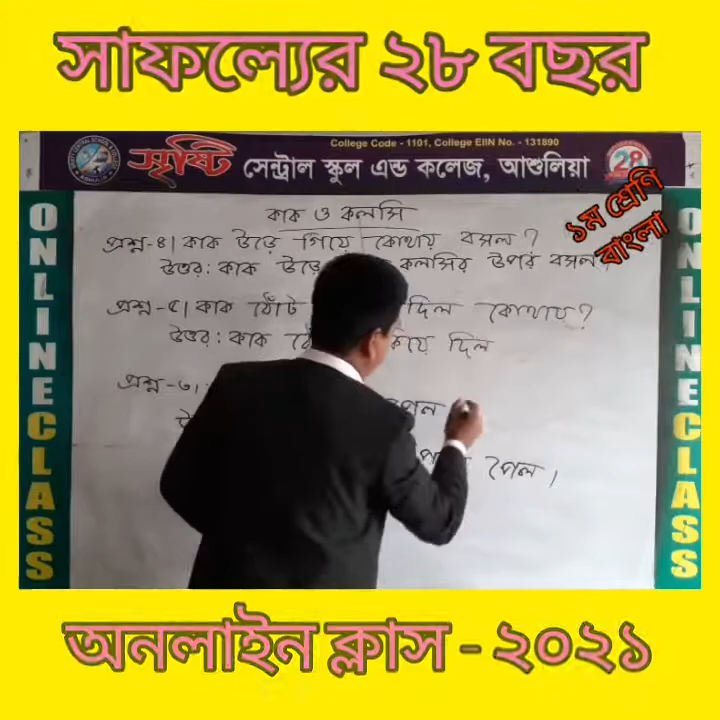 সাফল্যের ২৮ বছর
College Code - 1101, College EIIN No. - 131890
সৃষ্টি সেন্ট্রাল স্কুল এন্ড কলেজ, আশুলিয়া
28
১ম শ্রেণি
বাংলা
ONLINE CLASS
ONLINE CLASS
কাক ও কলসি
প্রশ্ন-৪। কাক উড়ে গিয়ে কোথায় বসল?
উত্তর: কাক উড়ে কলসির উপর বসল।
প্রশ্ন-৫। কাক ঠোঁট দিল কোথায়?
উত্তর: কাক দিল
প্রশ্ন-৬।
পেল।
অনলাইন ক্লাস - ২০২১